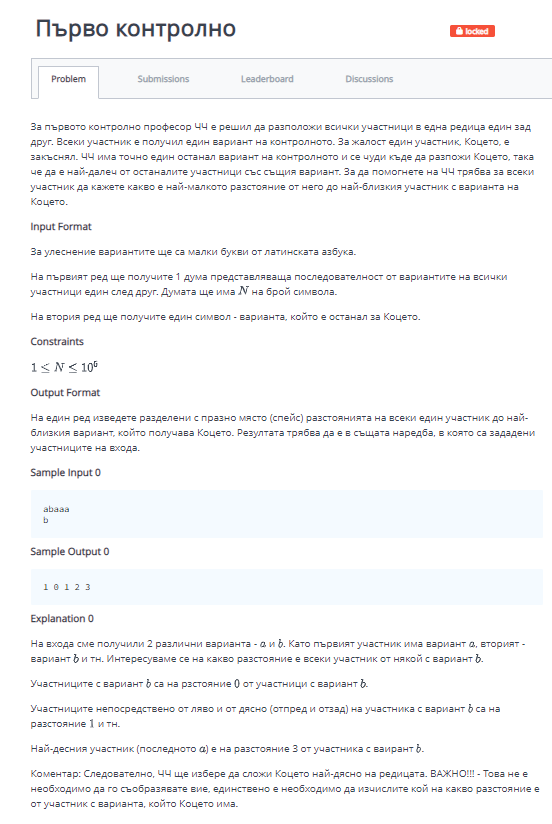 Първо контролно
locked
Problem
Submissions
Leaderboard
Discussions
За първото контролно професор ЧЧ е решил да разположи всички участници в една редица един зад
друг. Всеки участник е получил един вариант на контролното. За жалост един участник, Коцето, е
закъснял. ЧЧ има точно един останал вариант на контролното и се чуди къде да разпожи Коцето, така
че да е най-далеч от останалите участници със същия вариант. За да помогнете на ЧЧ трябва за всеки
участник да кажете какво е най-малкото разстояние от него до най-близкия участник с варианта на
Коцето.
Input Format
За улеснение вариантите ще са малки букви от латинската азбука.
На първият ред ще получите 1 дума представляваща последователност от вариантите на всички
участници един след друг. Думата ще има N на брой символа.
На втория ред ще получите един символ - варианта, който е останал за Коцето.
Constraints
1 ≤ N ≤ 10⁶
Output Format
На един ред изведете разделени с празно място (спейс) разстоянията на всеки един участник до най-
близкия вариант, който получава Коцето. Резултата трябва да е в същата наредба, в която са зададени
участниците на входа.
Sample Input 0
abaaa
b
Sample Output 0
1 0 1 2 3
Explanation 0
На входа сме получили 2 различни варианта - a и b. Като първият участник има вариант a, вторият -
вариант b и тн. Интересуваме се на какво разстояние е всеки участник от някой с вариант b.
Участниците с вариант b са на рзстояние 0 от участници с вариант b.
Участниците непосредствено от ляво и от дясно (отпред и отзад) на участника с вариант b са на
разстояние 1 и тн.
Най-десния участник (последното a) е на разстояние 3 от участника с ваирант b.
Коментар: Следователно, ЧЧ ще избере да сложи Коцето най-дясно на редицата. ВАЖНО!!! - Това не е
необходимо да го съобразявате вие, единствено е необходимо да изчислите кой на какво разстояние е
от участник с варианта, който Коцето има.